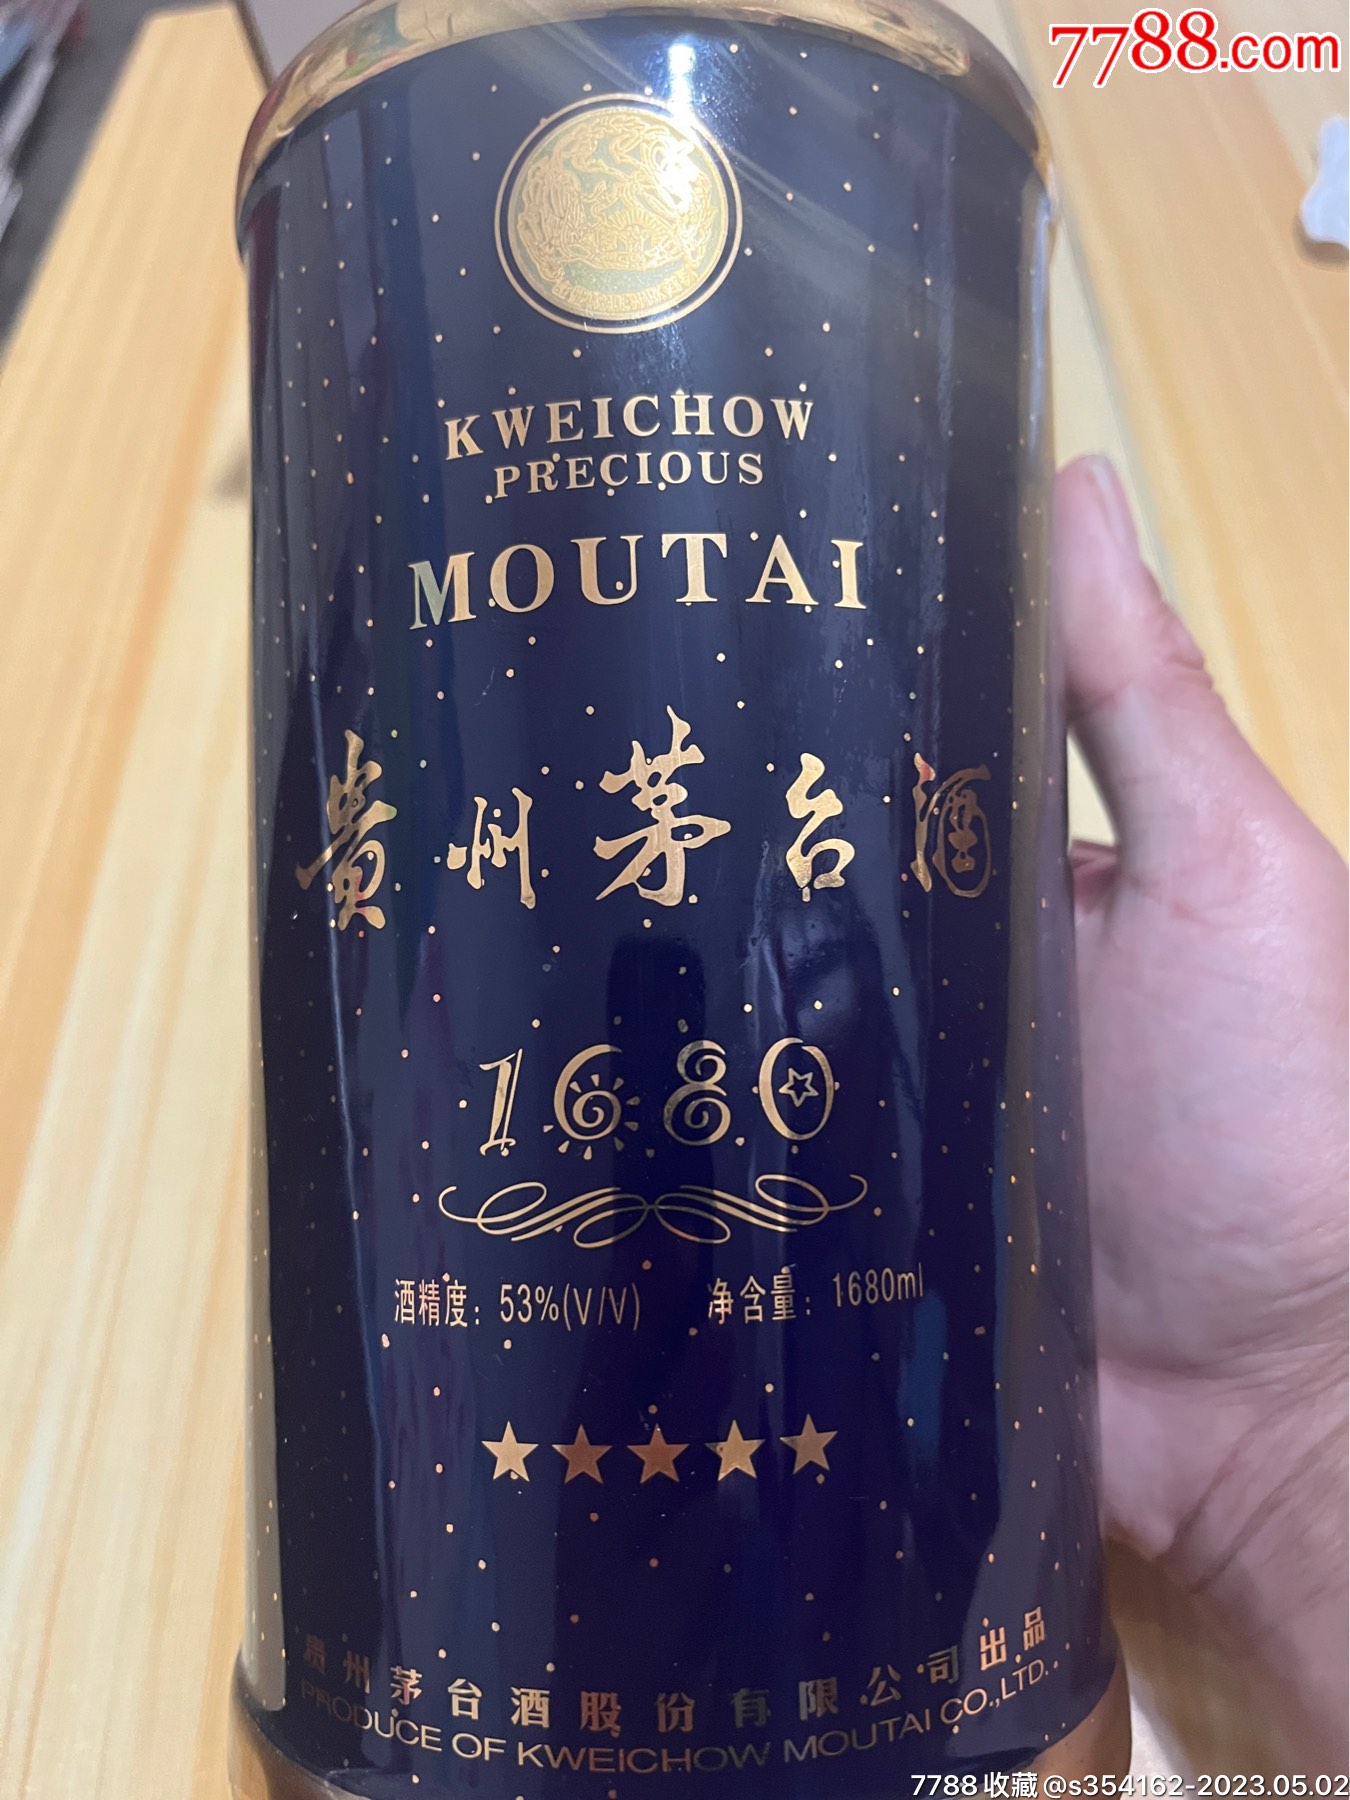 7788.com
KWEICHOW
PRECIOUS
MOUTAI
贵州茅台酒
1680
酒精度：53%(V/V) 净含量：1680ml
贵州茅台酒股份有限公司出品
PRODUCE OF KWEICHOW MOUTAI CO.,LTD.
7788收藏@s354162-2023.05.02